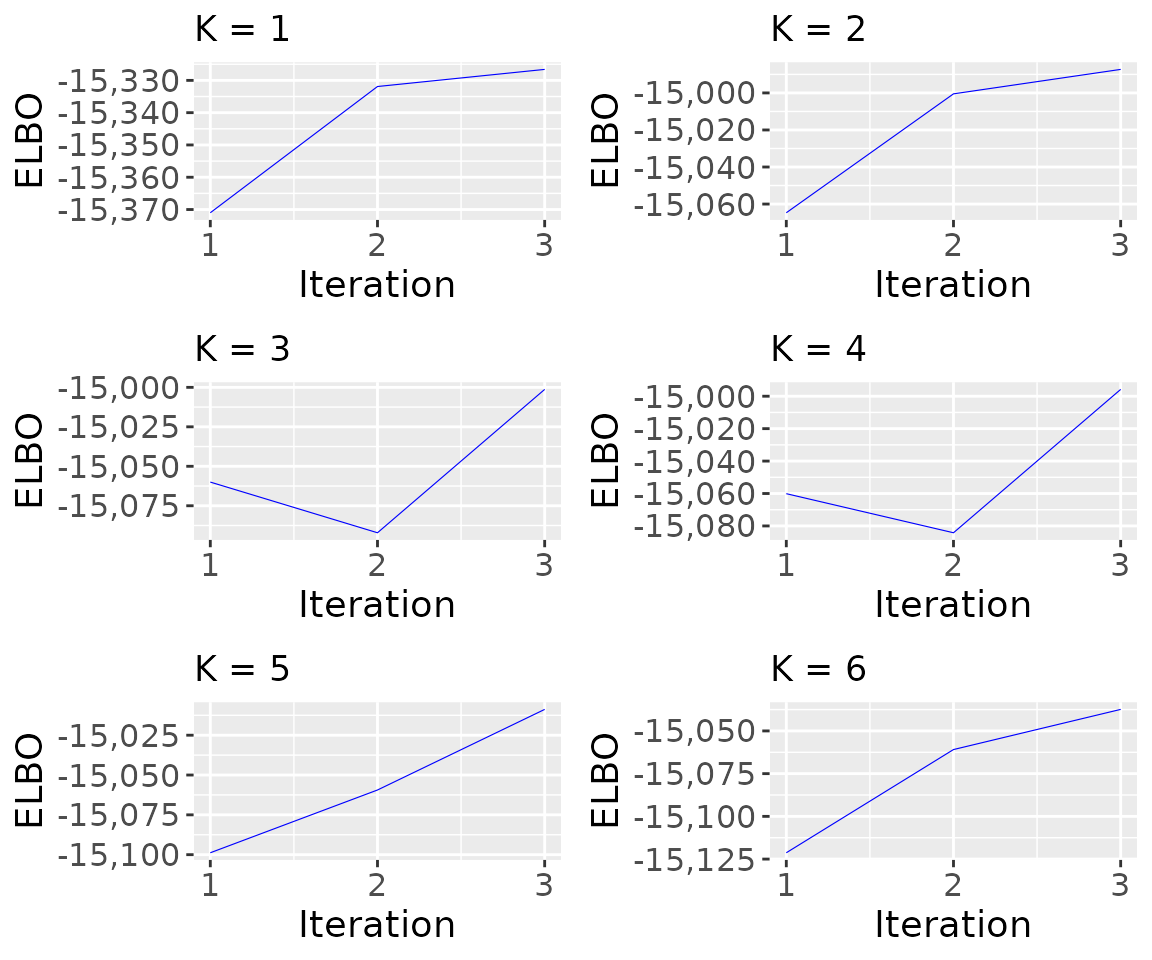 K = 1
-15,330
-15,340
-15,350
-15,360
-15,370
ELBO
1 2 3
Iteration
K = 2
-15,000
-15,020
-15,040
-15,060
ELBO
1 2 3
Iteration
K = 3
-15,000
-15,025
-15,050
-15,075
ELBO
1 2 3
Iteration
K = 4
-15,000
-15,020
-15,040
-15,060
-15,080
ELBO
1 2 3
Iteration
K = 5
-15,025
-15,050
-15,075
-15,100
ELBO
1 2 3
Iteration
K = 6
-15,050
-15,075
-15,100
-15,125
ELBO
1 2 3
Iteration